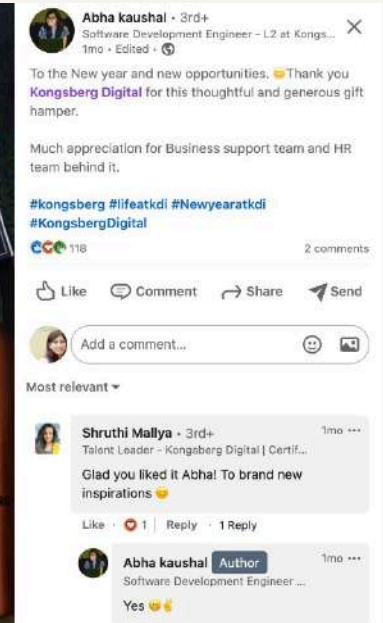 Abha kaushal • 3rd+
Software Development Engineer – L2 at Kongs...
1mo • Edited •
To the New year and new opportunities. 😊Thank you
Kongsberg Digital for this thoughtful and generous gift
hamper.
Much appreciation for Business support team and HR
team behind it.
#kongsberg #lifeatkdi #Newyearatkdi
#KongsbergDigital
118
2 comments
Like Comment Share Send
Add a comment...
Most relevant
Shruthi Mallya • 3rd+ 1mo •••
Talent Leader - Kongsberg Digital | Certif...
Glad you liked it Abha! To brand new
inspirations 😊
Like · 1 | Reply · 1 Reply
Abha kaushal Author 1mo •••
Software Development Engineer ...
Yes 😊✌